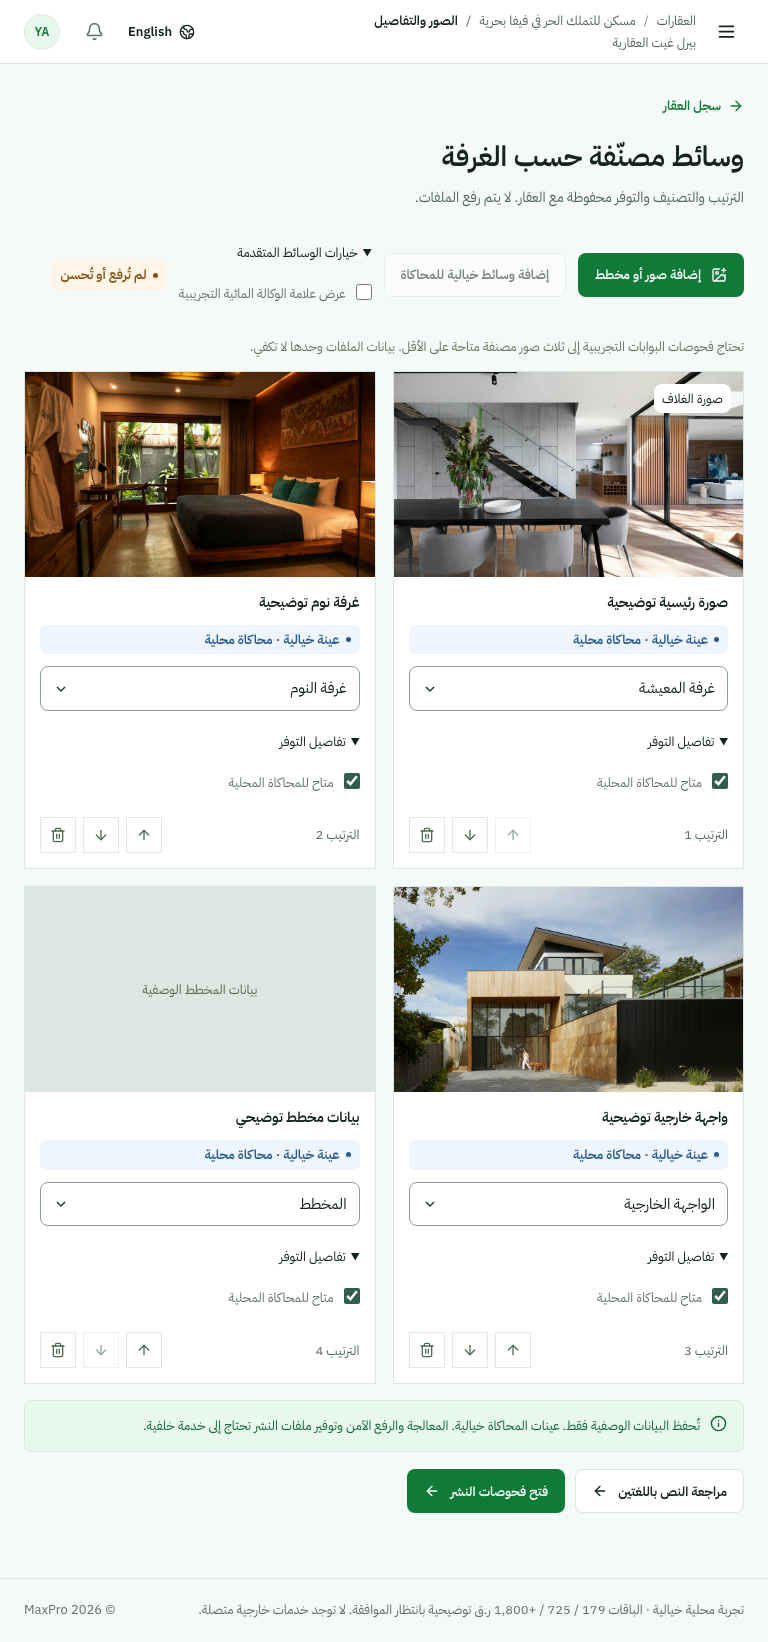 العقارات / مسكن للتملك الحر في فيفا بحرية / الصور والتفاصيل
بيرل غيت العقارية
English
YA
سجل العقار
وسائط مصنّفة حسب الغرفة
الترتيب والتصنيف والتوفر محفوظة مع العقار. لا يتم رفع الملفات.
إضافة صور أو مخطط
إضافة وسائط خيالية للمحاكاة
خيارات الوسائط المتقدمة
عرض علامة الوكالة المائية التجريبية
لم تُرفع أو تُحسن
تحتاج فحوصات البوابات التجريبية إلى ثلاث صور مصنفة متاحة على الأقل. بيانات الملفات وحدها لا تكفي.
صورة الغلاف
صورة رئيسية توضيحية
عينة خيالية · محاكاة محلية
غرفة المعيشة
تفاصيل التوفر
متاح للمحاكاة المحلية
الترتيب 1
غرفة نوم توضيحية
عينة خيالية · محاكاة محلية
غرفة النوم
تفاصيل التوفر
متاح للمحاكاة المحلية
الترتيب 2
واجهة خارجية توضيحية
عينة خيالية · محاكاة محلية
الواجهة الخارجية
تفاصيل التوفر
متاح للمحاكاة المحلية
الترتيب 3
بيانات المخطط الوصفية
بيانات مخطط توضيحي
عينة خيالية · محاكاة محلية
المخطط
تفاصيل التوفر
متاح للمحاكاة المحلية
الترتيب 4
تُحفظ البيانات الوصفية فقط. عينات المحاكاة خيالية. المعالجة والرفع الآمن وتوفير ملفات النشر تحتاج إلى خدمة خلفية.
مراجعة النص باللغتين
فتح فحوصات النشر
تجربة محلية خيالية · الباقات 179 / 725 / +1,800 ر.ق توضيحية بانتظار الموافقة. لا توجد خدمات خارجية متصلة.
© 2026 MaxPro